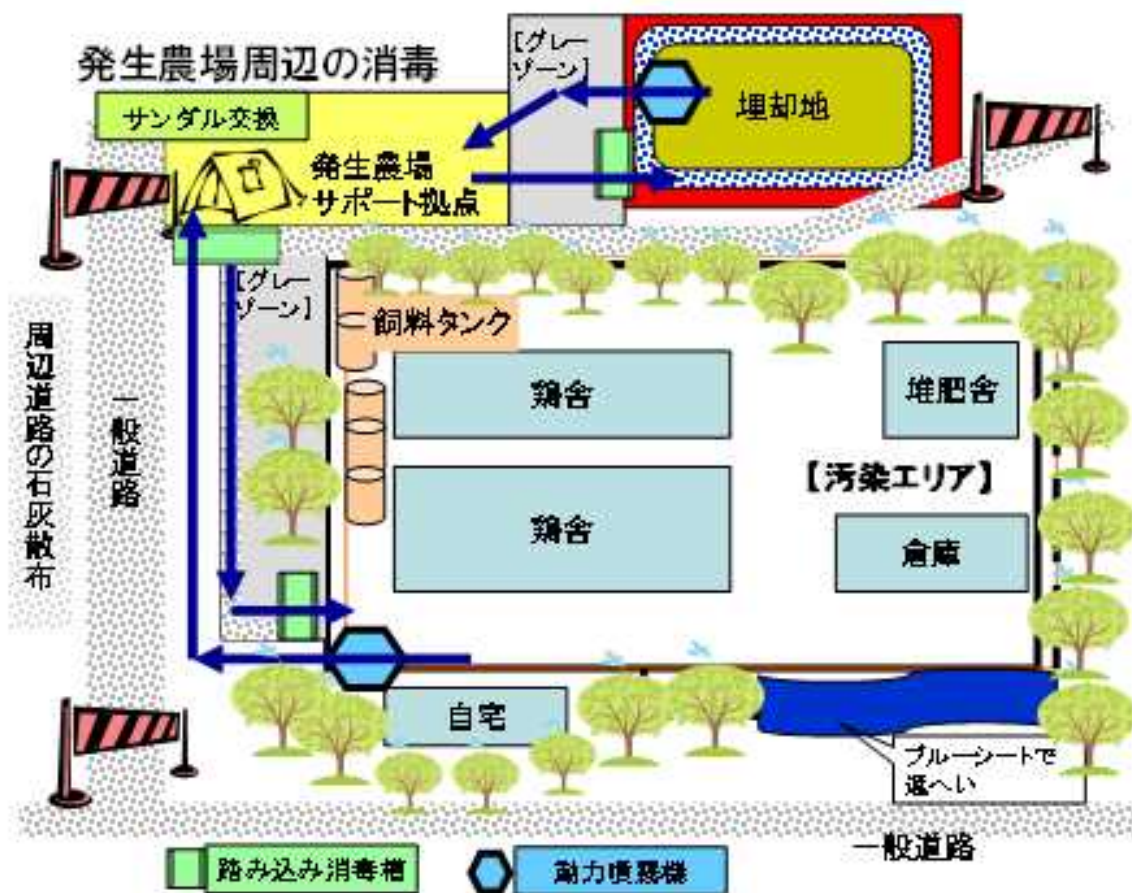 発生農場周辺の消毒
サンダル交換
発生農場
サポート拠点
【グレー
ゾーン】
埋却地
【グレー
ゾーン】
飼料タンク
鶏舎
鶏舎
堆肥舎
【汚染エリア】
倉庫
自宅
ブルーシートで
遮へい
周辺道路の石灰散布
一般道路
一般道路
踏み込み消毒槽
動力噴霧機